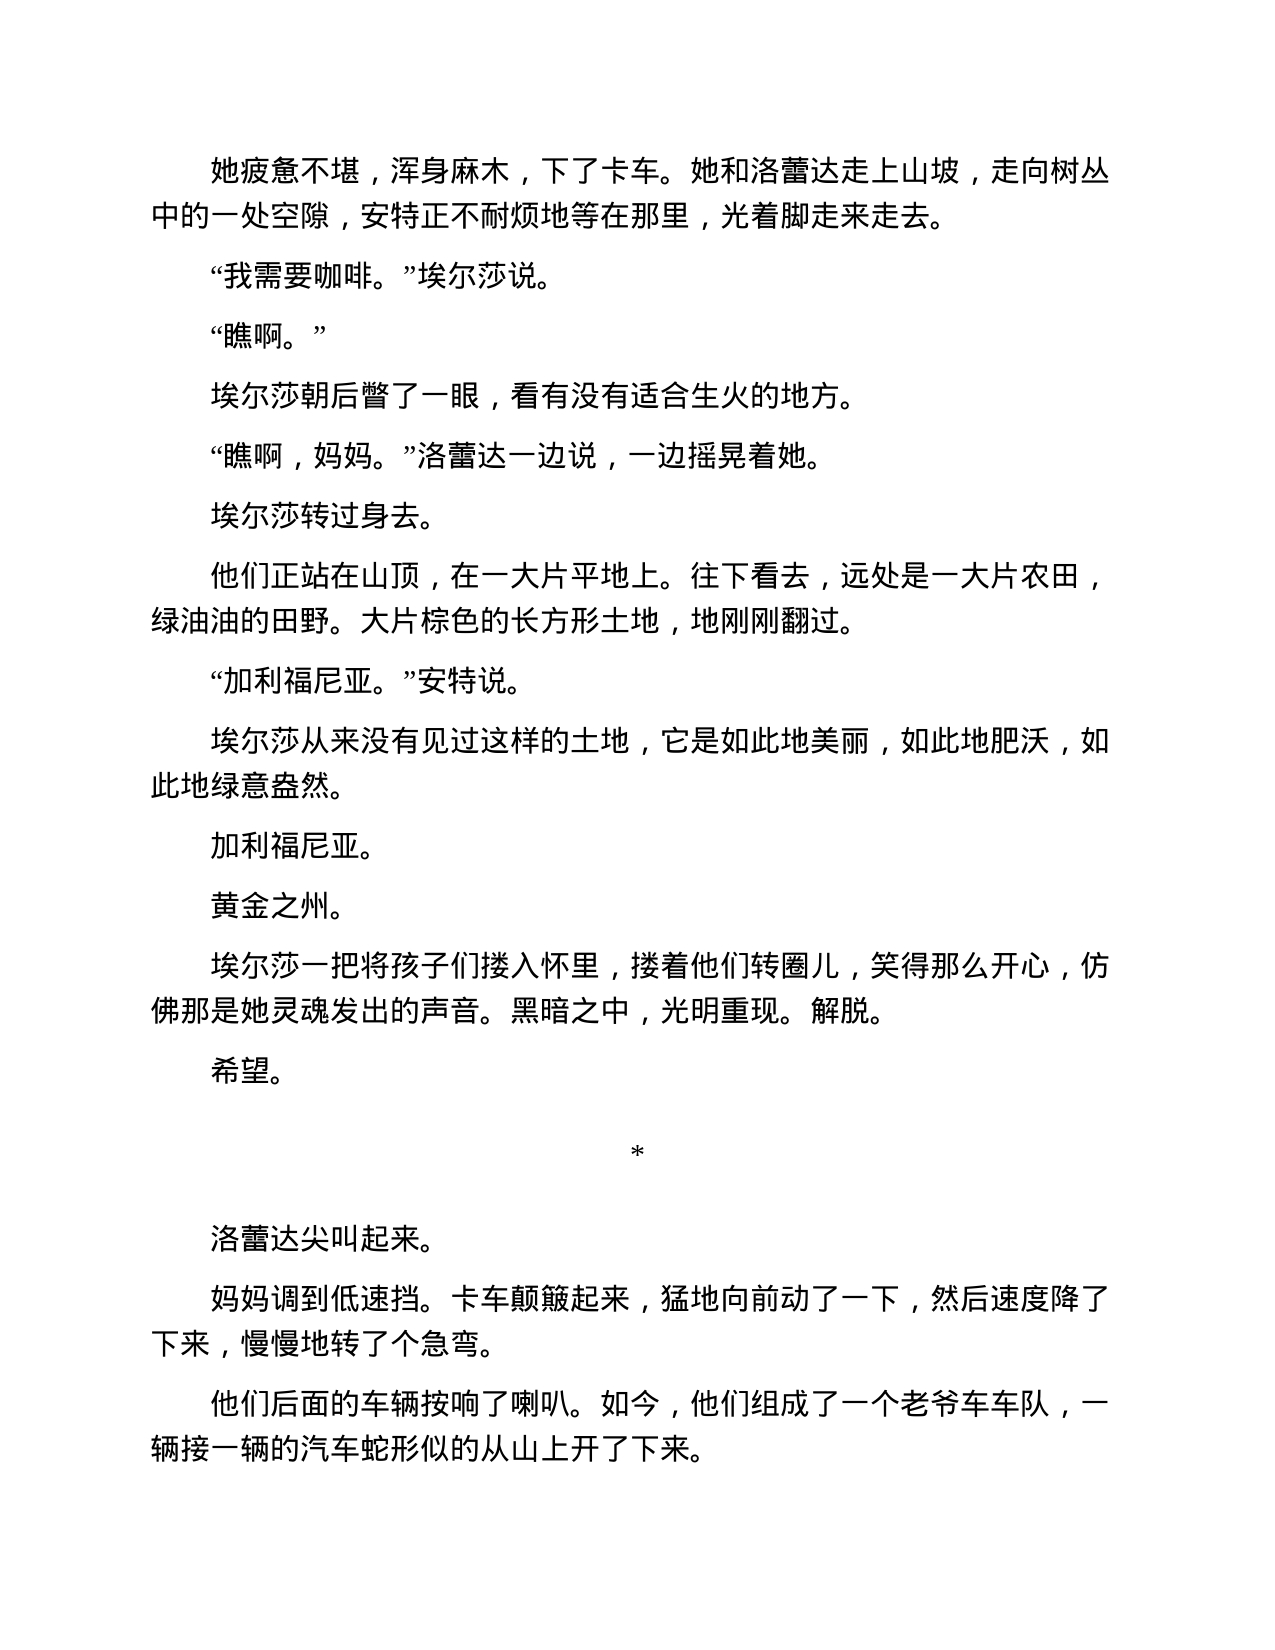 她疲惫不堪，浑身麻木，下了卡车。她和洛蕾达走上山坡，走向树丛
中的一处空隙，安特正不耐烦地等在那里，光着脚走来走去。
“我需要咖啡。”埃尔莎说。
“瞧啊。”
埃尔莎朝后瞥了一眼，看有没有适合生火的地方。
“瞧啊，妈妈。”洛蕾达一边说，一边摇晃着她。
埃尔莎转过身去。
他们正站在山顶，在一大片平地上。往下看去，远处是一大片农田，
绿油油的田野。大片棕色的长方形土地，地刚刚翻过。
“加利福尼亚。”安特说。
埃尔莎从来没有见过这样的土地，它是如此地美丽，如此地肥沃，如
此地绿意盎然。
加利福尼亚。
黄金之州。
埃尔莎一把将孩子们搂入怀里，搂着他们转圈儿，笑得那么开心，仿
佛那是她灵魂发出的声音。黑暗之中，光明重现。解脱。
希望。
*
洛蕾达尖叫起来。
妈妈调到低速挡。卡车颠簸起来，猛地向前动了一下，然后速度降了
下来，慢慢地转了个急弯。
他们后面的车辆按响了喇叭。如今，他们组成了一个老爷车车队，一
辆接一辆的汽车蛇形似的从山上开了下来。